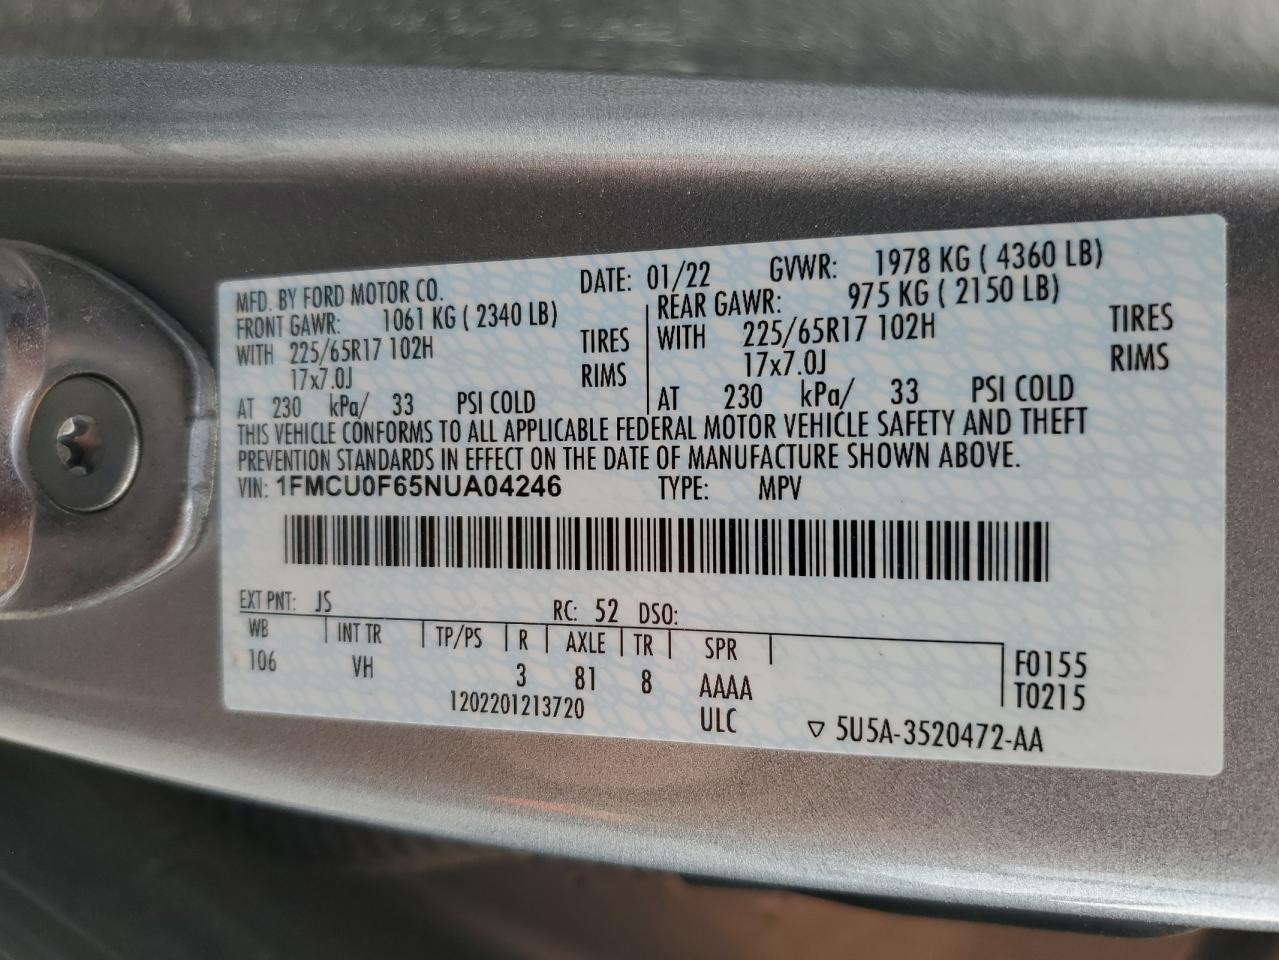 MFD. BY FORD MOTOR CO. DATE: 01/22 GVWR: 1978 KG ( 4360 LB)
FRONT GAWR: 1061 KG ( 2340 LB) REAR GAWR: 975 KG ( 2150 LB)
WITH 225/65R17 102H TIRES WITH 225/65R17 102H TIRES
17x7.0J RIMS 17x7.0J RIMS
AT 230 kPa/ 33 PSI COLD AT 230 kPa/ 33 PSI COLD
THIS VEHICLE CONFORMS TO ALL APPLICABLE FEDERAL MOTOR VEHICLE SAFETY AND THEFT
PREVENTION STANDARDS IN EFFECT ON THE DATE OF MANUFACTURE SHOWN ABOVE.
VIN: 1FMCU0F65NUA04246 TYPE: MPV
EXT PNT: JS RC: 52 DSO:
WB INT TR TP/PS R AXLE TR SPR
106 VH 3 81 8 AAAA F0155
1202201213720 ULC T0215
▽ 5U5A-3520472-AA